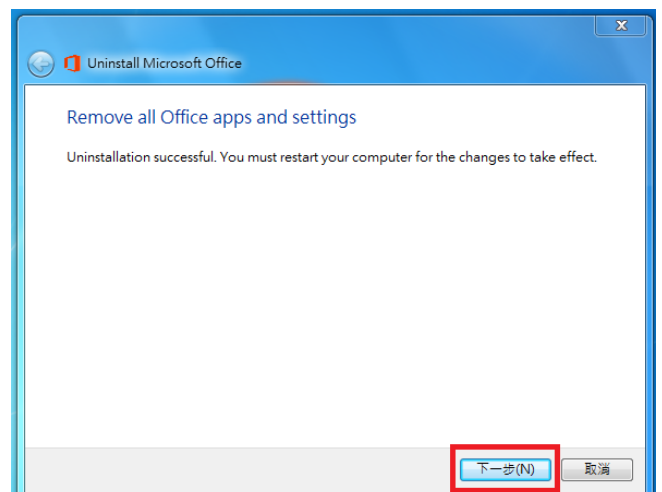 Uninstall Microsoft Office
Remove all Office apps and settings
Uninstallation successful. You must restart your computer for the changes to take effect.
下一步(N) 取消